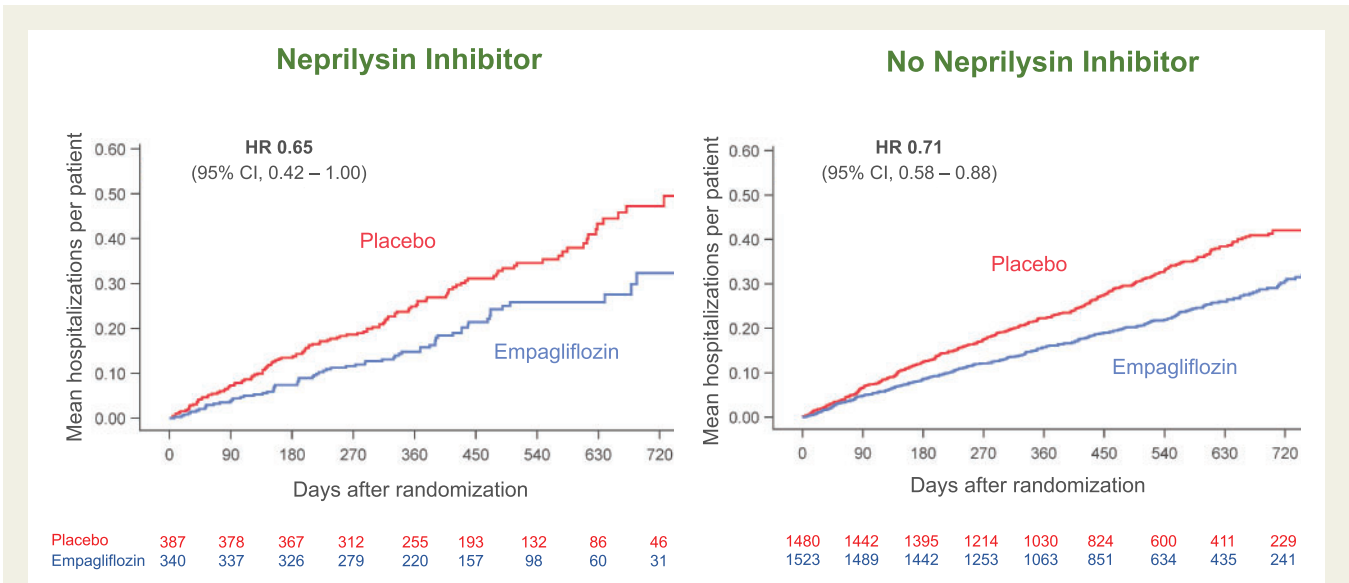 Neprilysin Inhibitor
Mean hospitalizations per patient
HR 0.65
(95% CI, 0.42 – 1.00)
0.60
0.50
0.40
0.30
0.20
0.10
0.00
Placebo
Empagliflozin
0 90 180 270 360 450 540 630 720
Days after randomization
Placebo 387 378 367 312 255 193 132 86 46
Empagliflozin 340 337 326 279 220 157 98 60 31
No Neprilysin Inhibitor
Mean hospitalizations per patient
HR 0.71
(95% CI, 0.58 – 0.88)
0.60
0.50
0.40
0.30
0.20
0.10
0.00
Placebo
Empagliflozin
0 90 180 270 360 450 540 630 720
Days after randomization
1480 1442 1395 1214 1030 824 600 411 229
1523 1489 1442 1253 1063 851 634 435 241